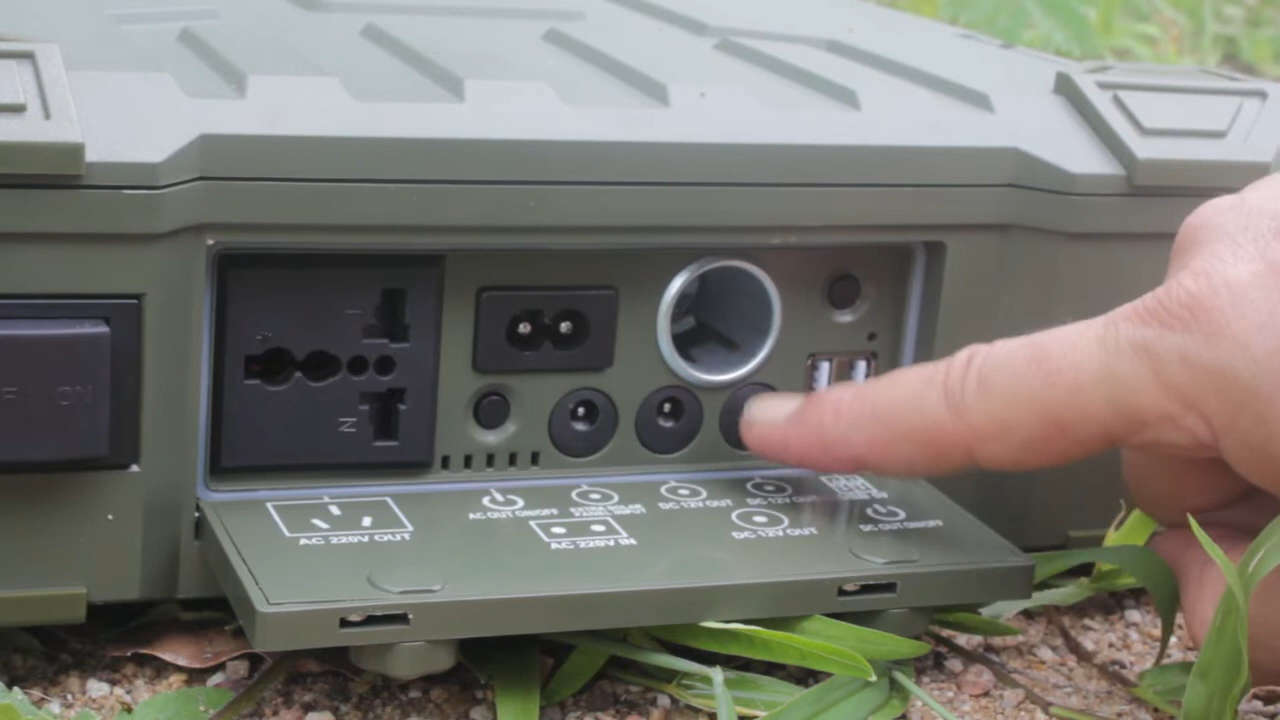 ON
L
N
AC 220V OUT
AC OUT ON/OFF
EXTRA SOLAR
PANEL INPUT
AC 220V IN
DC 12V OUT
DC 12V OUT
DC 12V OUT
DC OUT ON/OFF